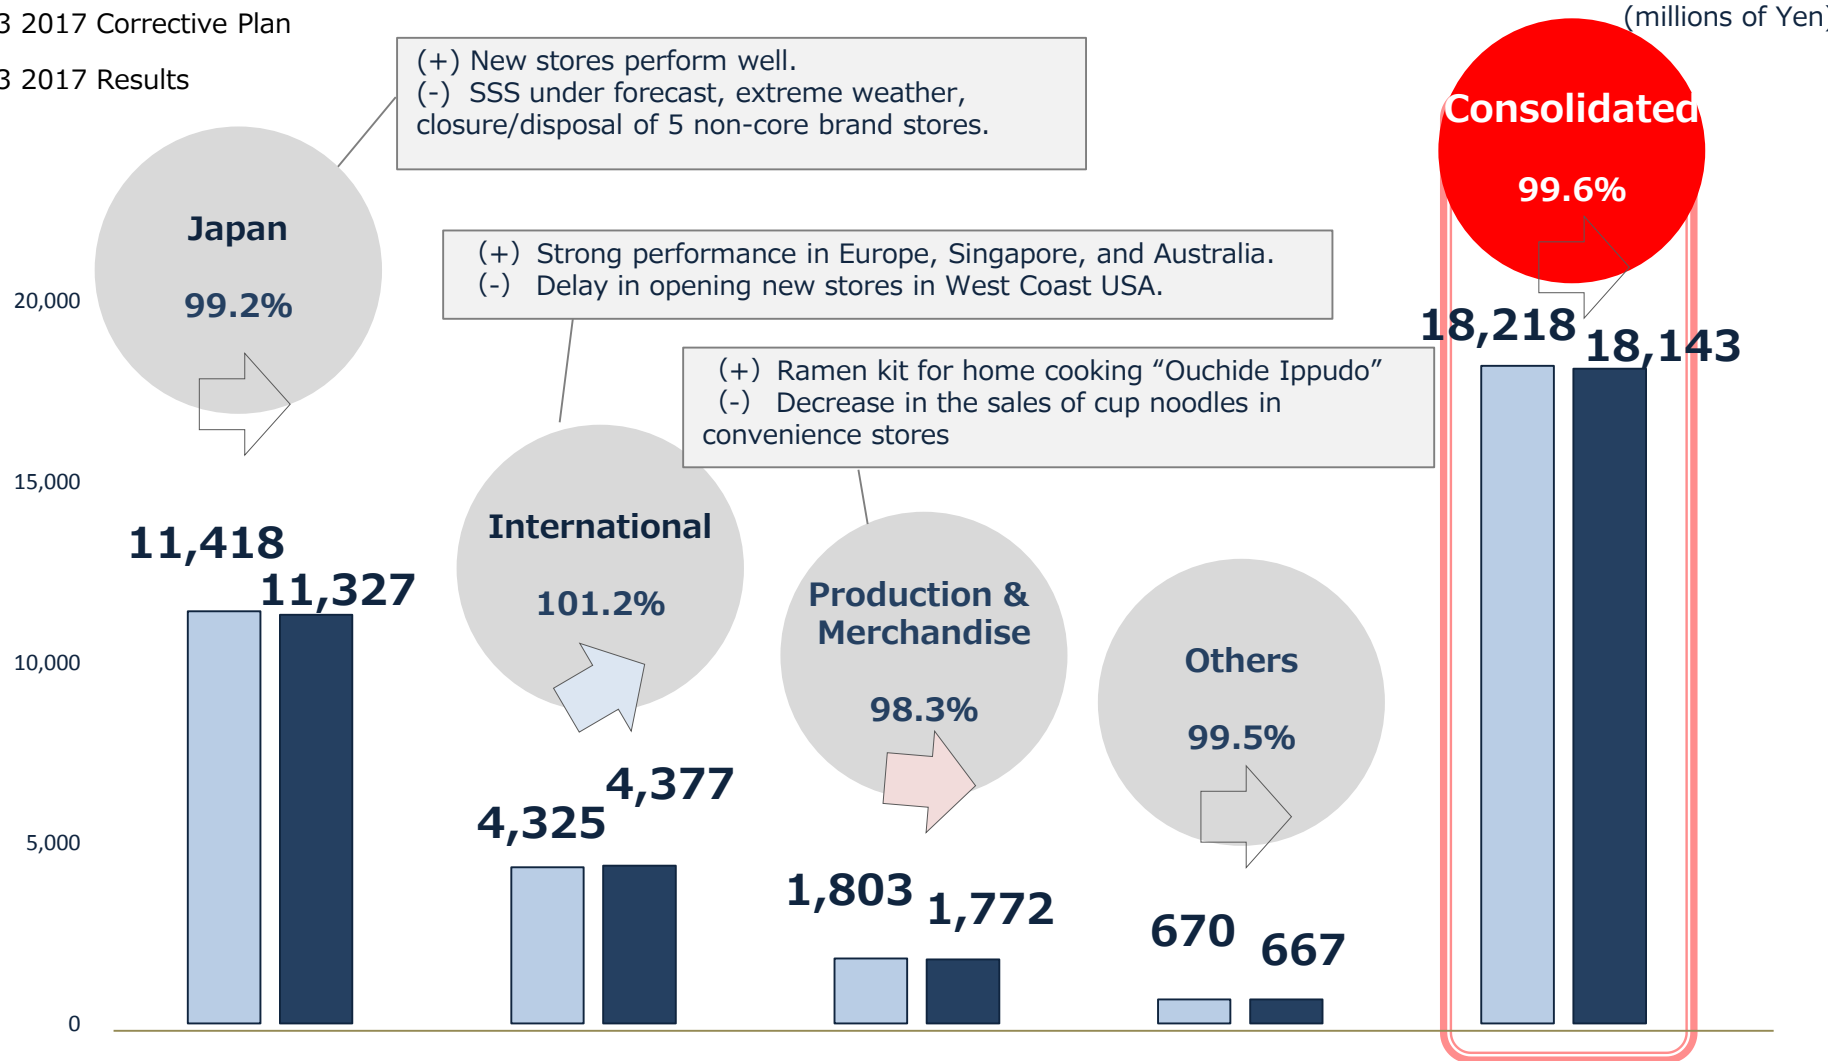 3 2017 Corrective Plan
3 2017 Results
(millions of Yen)
(+) New stores perform well.
(-) SSS under forecast, extreme weather,
closure/disposal of 5 non-core brand stores.
Consolidated
99.6%
Japan
99.2%
(+) Strong performance in Europe, Singapore, and Australia.
(-) Delay in opening new stores in West Coast USA.
(+) Ramen kit for home cooking “Ouchide Ippudo”
(-) Decrease in the sales of cup noodles in
convenience stores
International
101.2%
Production &
Merchandise
98.3%
Others
99.5%
20,000
15,000
10,000
5,000
0
11,418
11,327
4,325
4,377
1,803
1,772
670
667
18,218
18,143